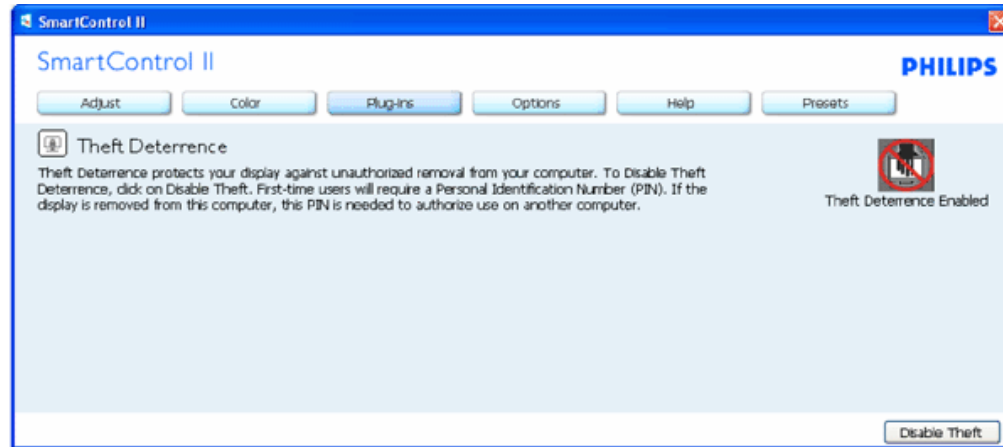 SmartControl II
SmartControl II
PHILIPS
Adjust
Color
Plug-Ins
Options
Help
Presets
Theft Deterrence
Theft Deterrence protects your display against unauthorized removal from your computer. To Disable Theft
Deterrence, click on Disable Theft. First-time users will require a Personal Identification Number (PIN). If the
display is removed from this computer, this PIN is needed to authorize use on another computer.
Theft Deterrence Enabled
Disable Theft